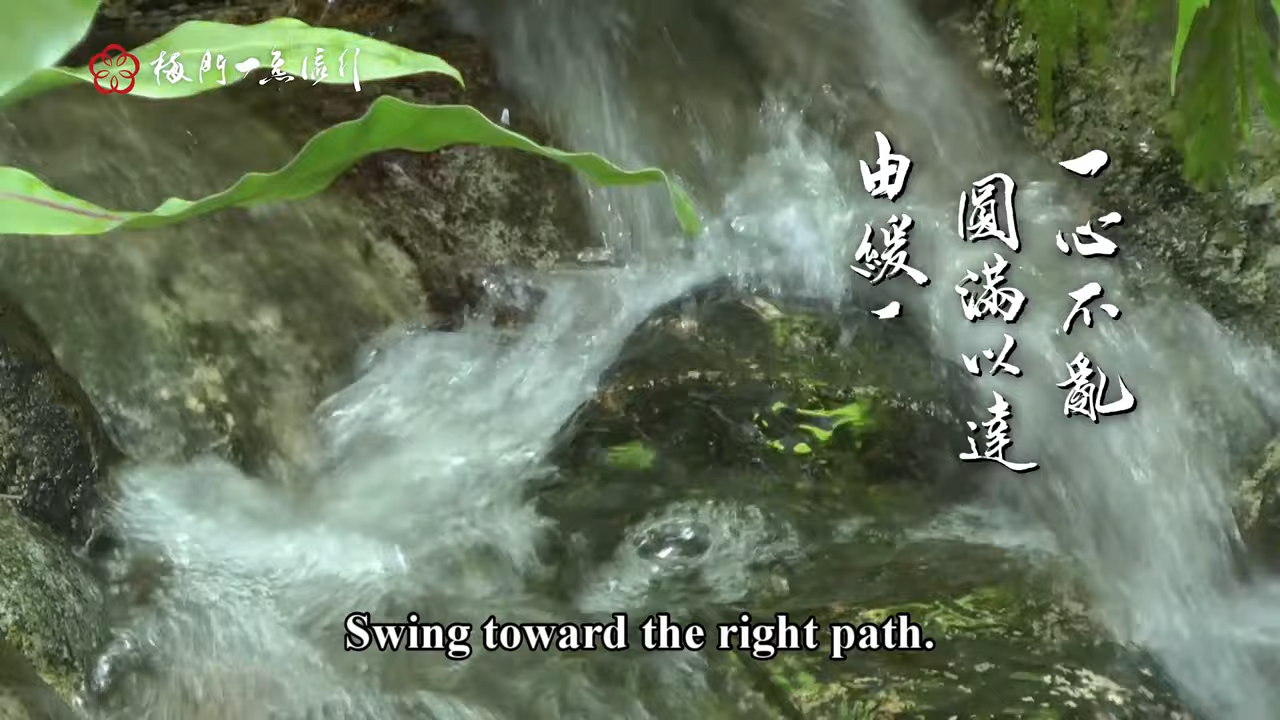 梅門一氣流行
一心不亂
圓滿以達
由緩一
Swing toward the right path.